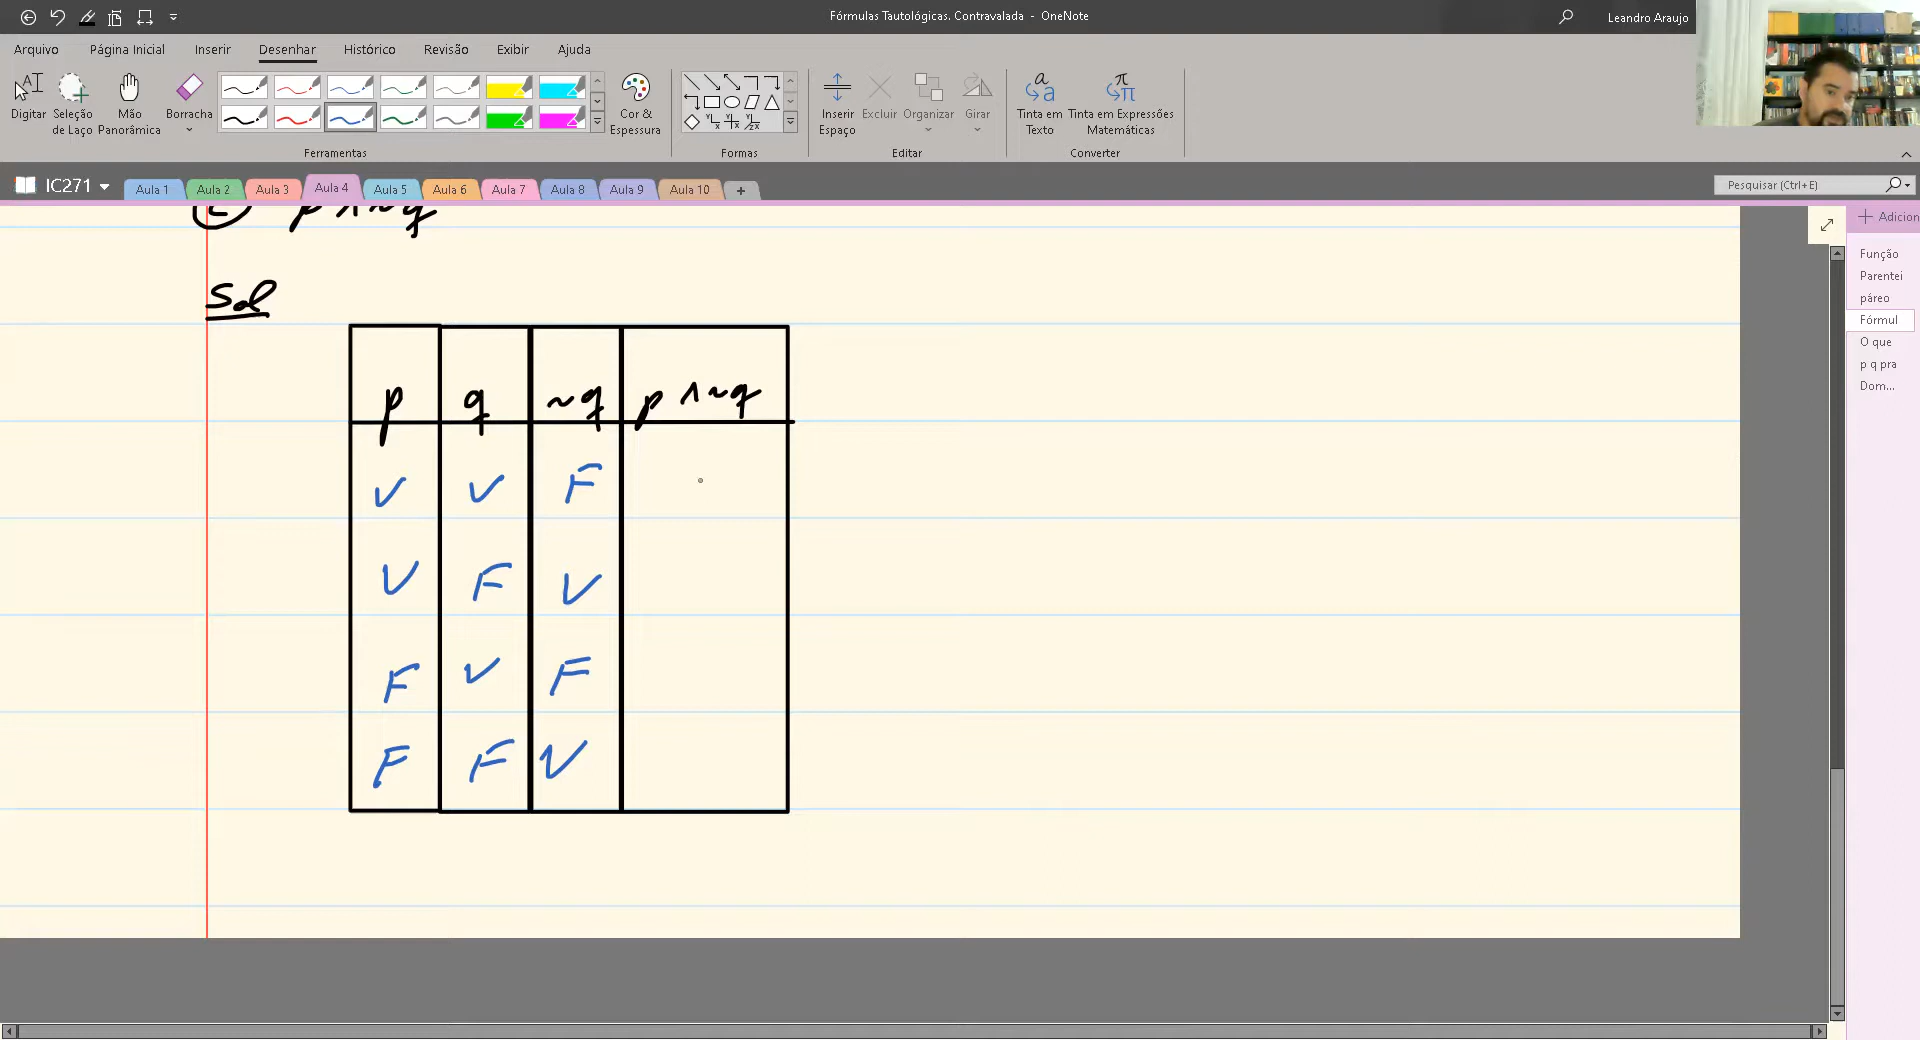 Fórmulas Tautológicas. Contravalada - OneNote
Leandro Araujo
Arquivo Página Inicial Inserir Desenhar Histórico Revisão Exibir Ajuda
Digitar
Seleção de Laço
Mão Panorâmica
Borracha
Cor & Espessura
Inserir Espaço
Excluir
Organizar
Girar
Tinta em Texto
Tinta em Expressões Matemáticas
Ferramentas Formas Editar Converter
IC271 Aula 1 Aula 2 Aula 3 Aula 4 Aula 5 Aula 6 Aula 7 Aula 8 Aula 9 Aula 10 +
Pesquisar (Ctrl+E)
Adicion
Função
Parentei
páreo
Fórmul
O que
p q pra
Dom...
p ∧ ~q
Sol
p q ~q p ∧ ~q
V V F
V F V
F V F
F F V